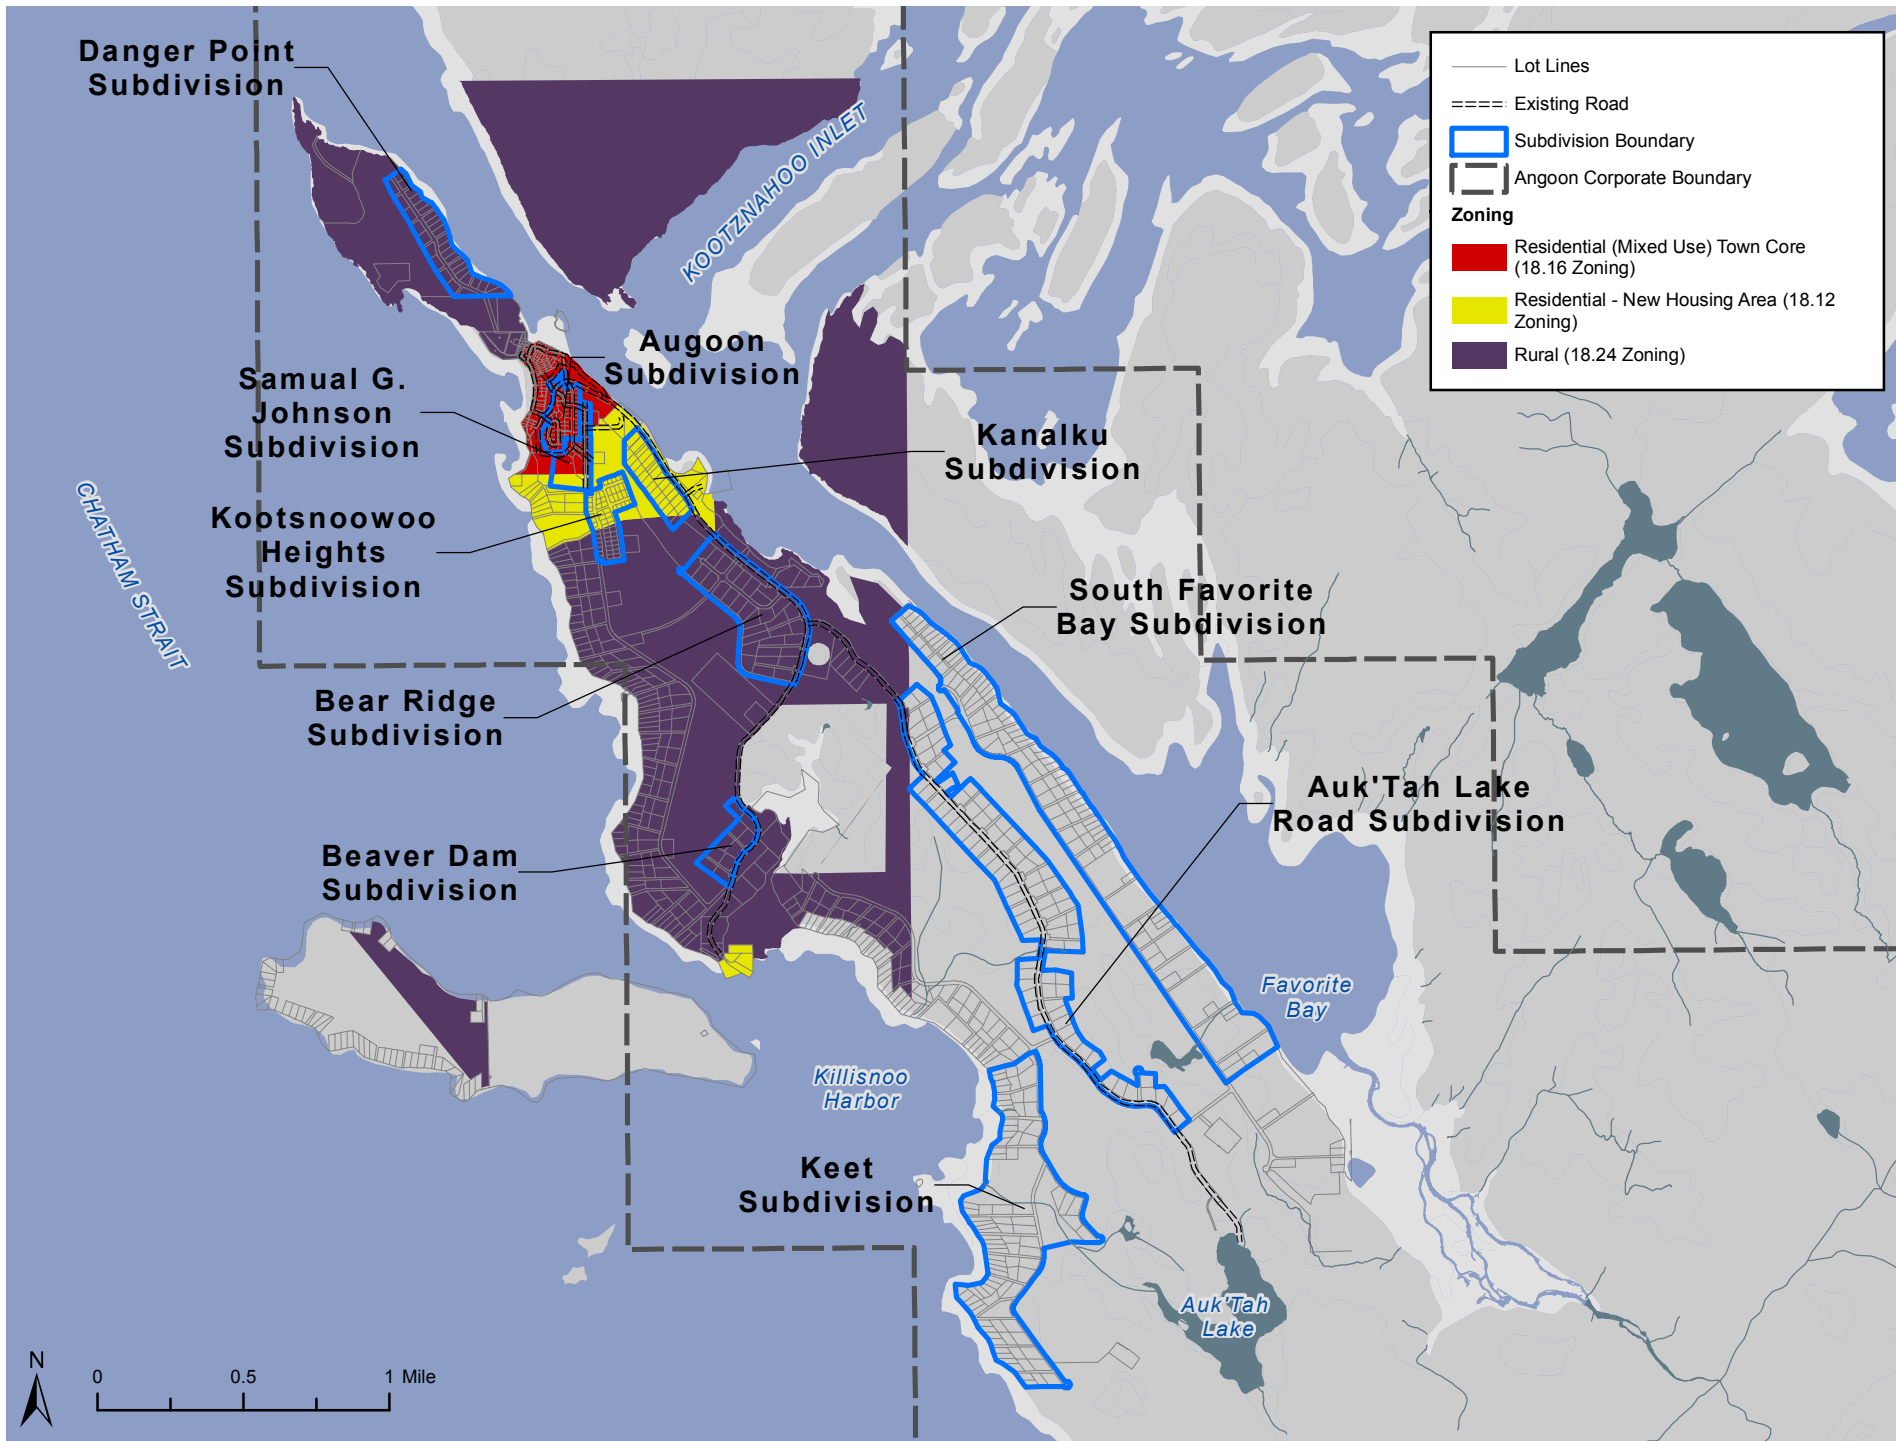 Danger Point
Subdivision
KOOTZNAHOO INLET
Lot Lines
Existing Road
Subdivision Boundary
Angoon Corporate Boundary
Zoning
Residential (Mixed Use) Town Core
(18.16 Zoning)
Residential - New Housing Area (18.12
Zoning)
Rural (18.24 Zoning)
Augoon
Subdivision
Samual G.
Johnson
Subdivision
Kanalku
Subdivision
CHATHAM STRAIT
Kootsnoowoo
Heights
Subdivision
South Favorite
Bay Subdivision
Bear Ridge
Subdivision
Auk'Tah Lake
Road Subdivision
Beaver Dam
Subdivision
Favorite
Bay
Killisnoo
Harbor
Keet
Subdivision
Auk'Tah
Lake
N
0 0.5 1 Mile